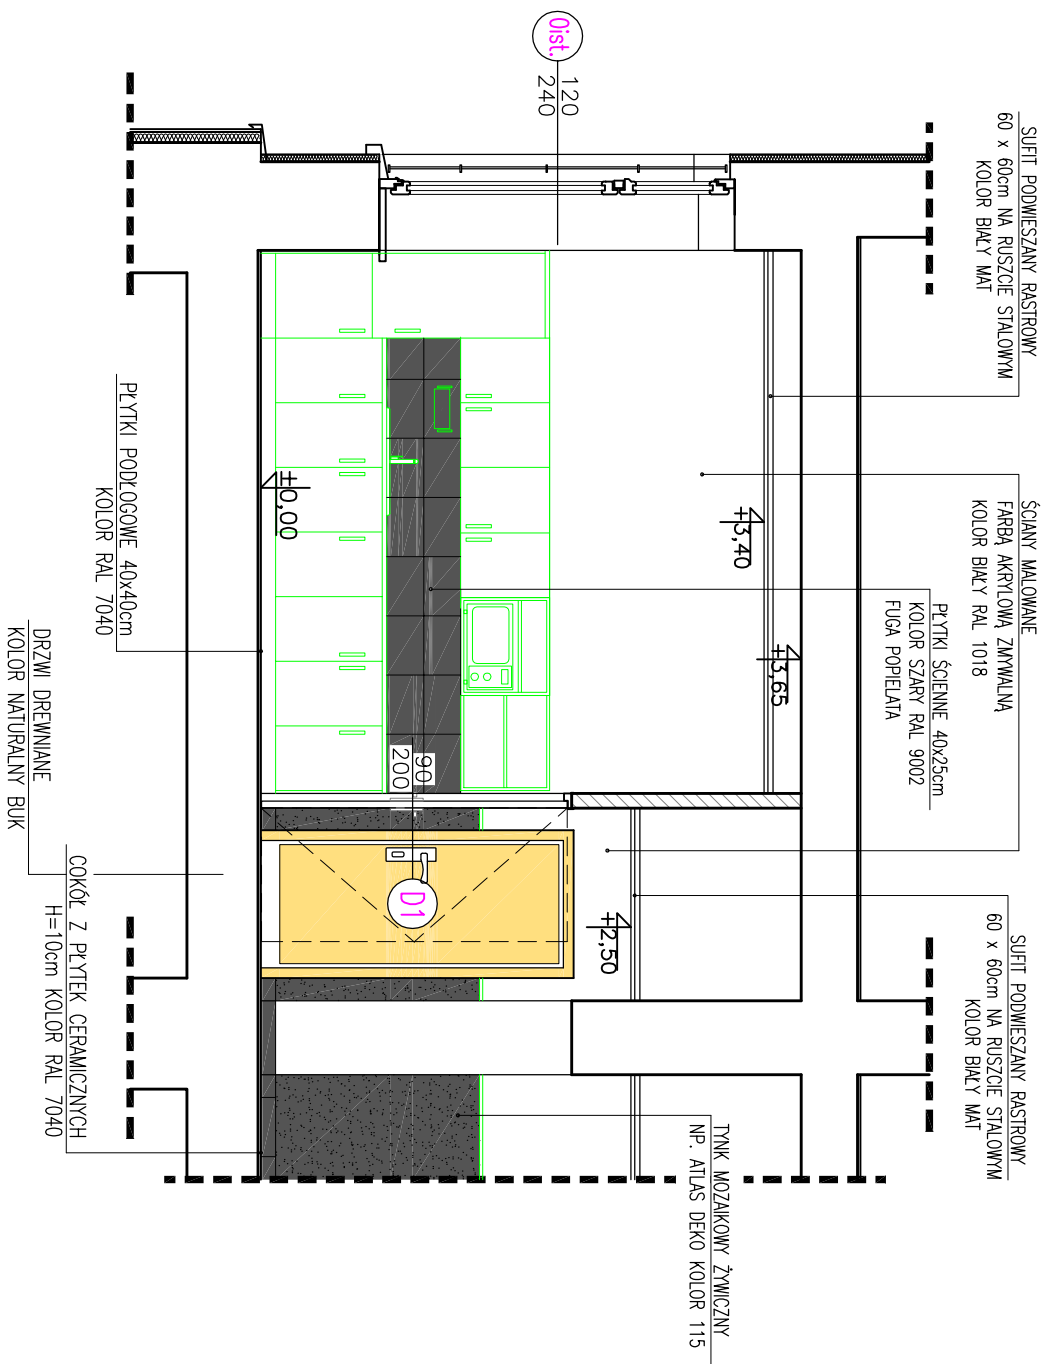 SUFIT PODWIESZANY RASTROWY
60 x 60cm NA RUSZCIE STALOWYM
KOLOR BIAŁY MAT
ŚCIANY MALOWANE
FARBĄ AKRYLOWĄ ZMYWALNĄ
KOLOR BIAŁY RAL 1018
PŁYTKI ŚCIENNE 40x25cm
KOLOR SZARY RAL 9002
FUGA POPIELATA
SUFIT PODWIESZANY RASTROWY
60 x 60cm NA RUSZCIE STALOWYM
KOLOR BIAŁY MAT
TYNK MOZAIKOWY ŻYWICZNY
NP. ATLAS DEKO KOLOR 115
Oist.
120
240
+3,40
+3,65
+2,50
±0,00
90
200
D1
PŁYTKI PODŁOGOWE 40x40cm
KOLOR RAL 7040
DRZWI DREWNIANE
KOLOR NATURALNY BUK
COKÓŁ Z PŁYTEK CERAMICZNYCH
H=10cm KOLOR RAL 7040